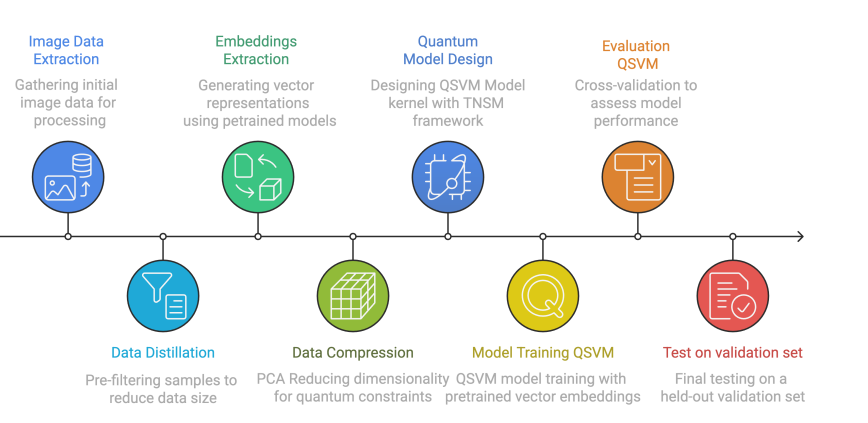 Image Data
Extraction
Gathering initial
image data for
processing
Embeddings
Extraction
Generating vector
representations
using petrained models
Quantum
Model Design
Designing QSVM Model
kernel with TNSM
framework
Evaluation
QSVM
Cross-validation to
assess model
performance
Data Distillation
Pre-filtering samples to
reduce data size
Data Compression
PCA Reducing dimensionality
for quantum constraints
Model Training QSVM
QSVM model training with
pretrained vector embeddings
Test on validation set
Final testing on a
held-out validation set